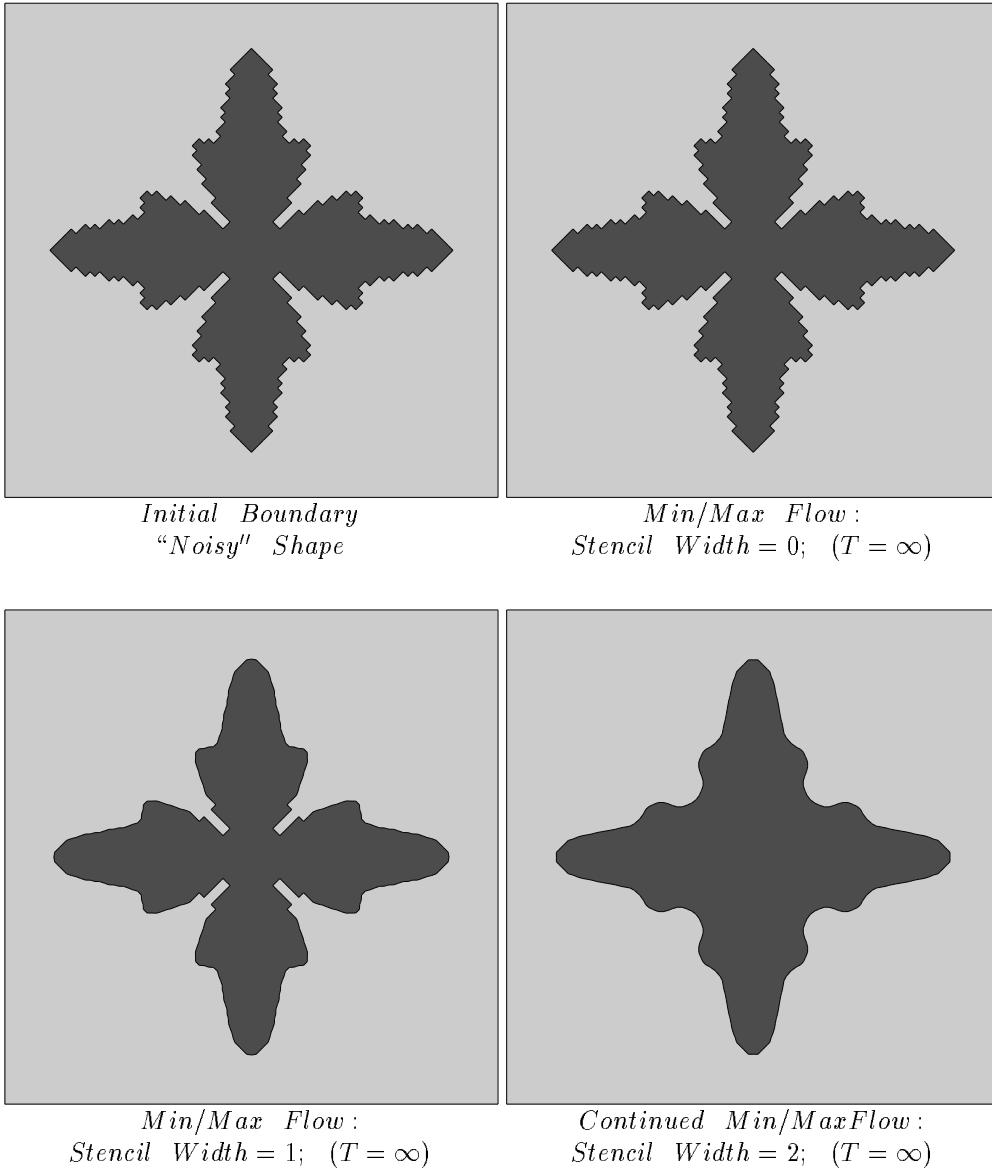 Initial Boundary
“Noisy" Shape
Min/Max Flow :
Stencil Width = 0; (T = ∞)
Min/Max Flow :
Stencil Width = 1; (T = ∞)
Continued Min/MaxFlow :
Stencil Width = 2; (T = ∞)